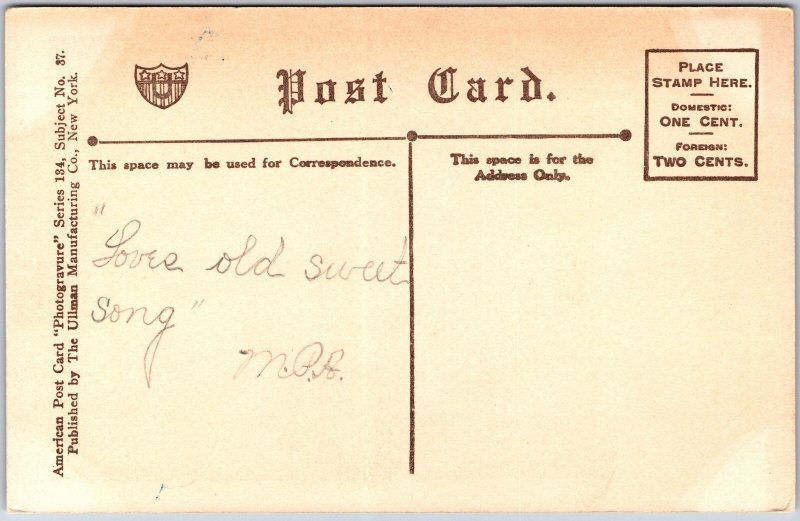 American Post Card "Photogravure" Series 134, Subject No. 37.
Published by The Ullman Manufacturing Co., New York.
U
Post Card.
PLACE
STAMP HERE.
DOMESTIC:
ONE CENT.
FOREIGN:
TWO CENTS.
This space may be used for Correspondence.
This space is for the
Address Only.
"Loves old sweet
song"
M.P.A.